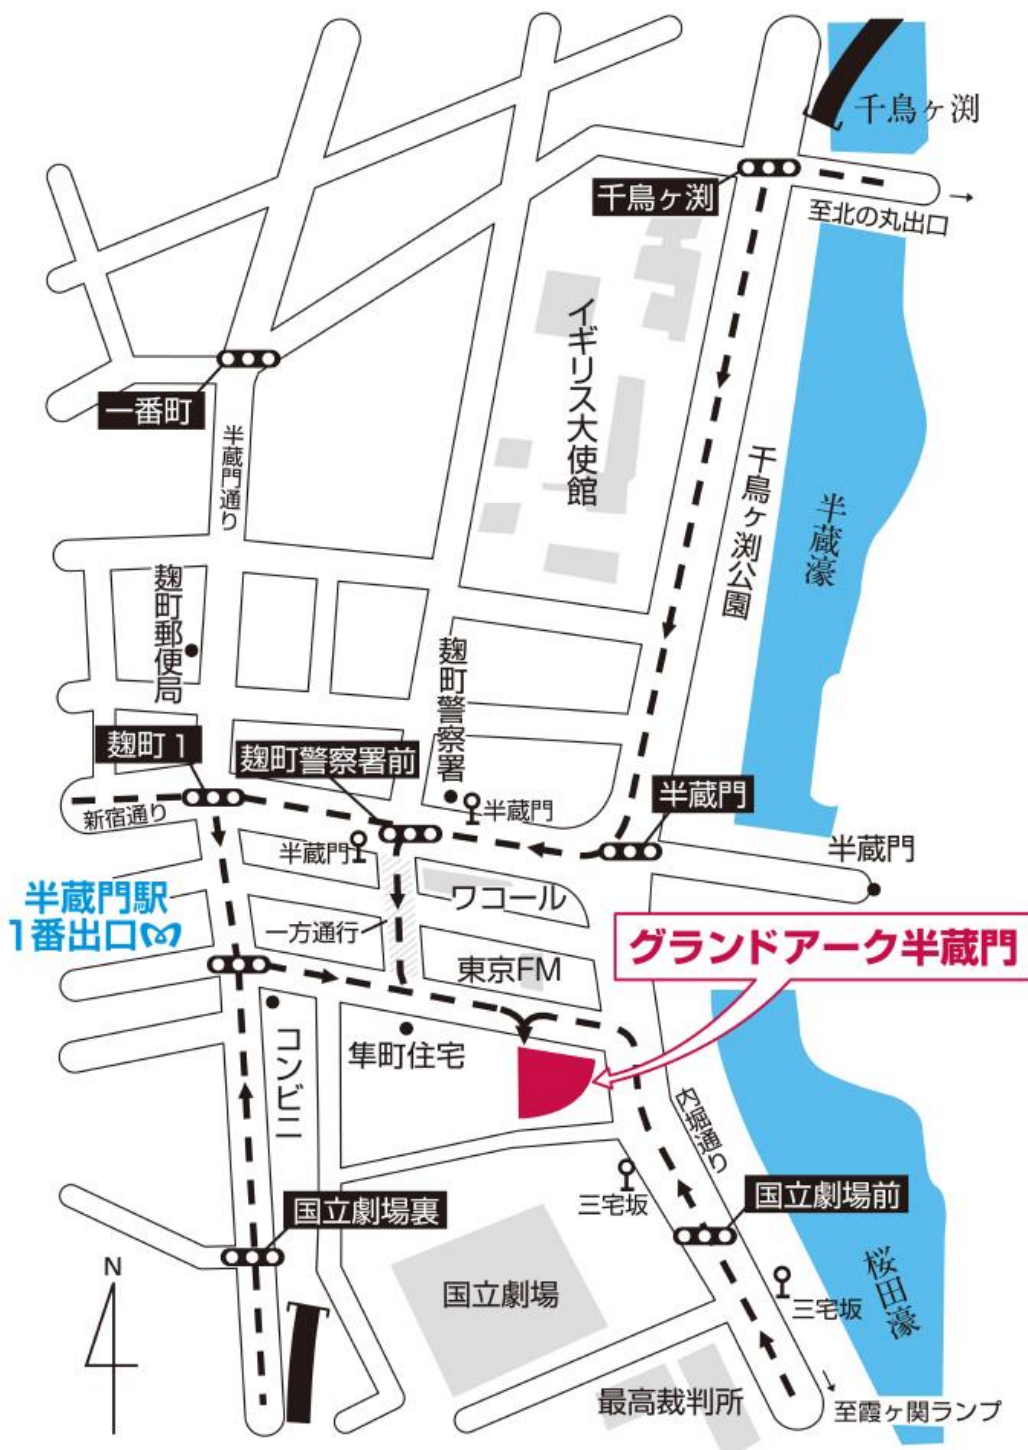 千鳥ヶ渕
千鳥ヶ渕
至北の丸出口
イギリス大使館
一番町
半蔵門通り
千鳥ヶ渕公園
半蔵濠
麹町郵便局
麹町警察署
麹町1
麹町警察署前
半蔵門
半蔵門
新宿通り
半蔵門
半蔵門
ワコール
半蔵門駅
1番出口
一方通行
グランドアーク半蔵門
東京FM
コンビニ
隼町住宅
内堀通り
三宅坂
国立劇場裏
国立劇場前
N
国立劇場
三宅坂
桜田濠
最高裁判所
至霞ヶ関ランプ